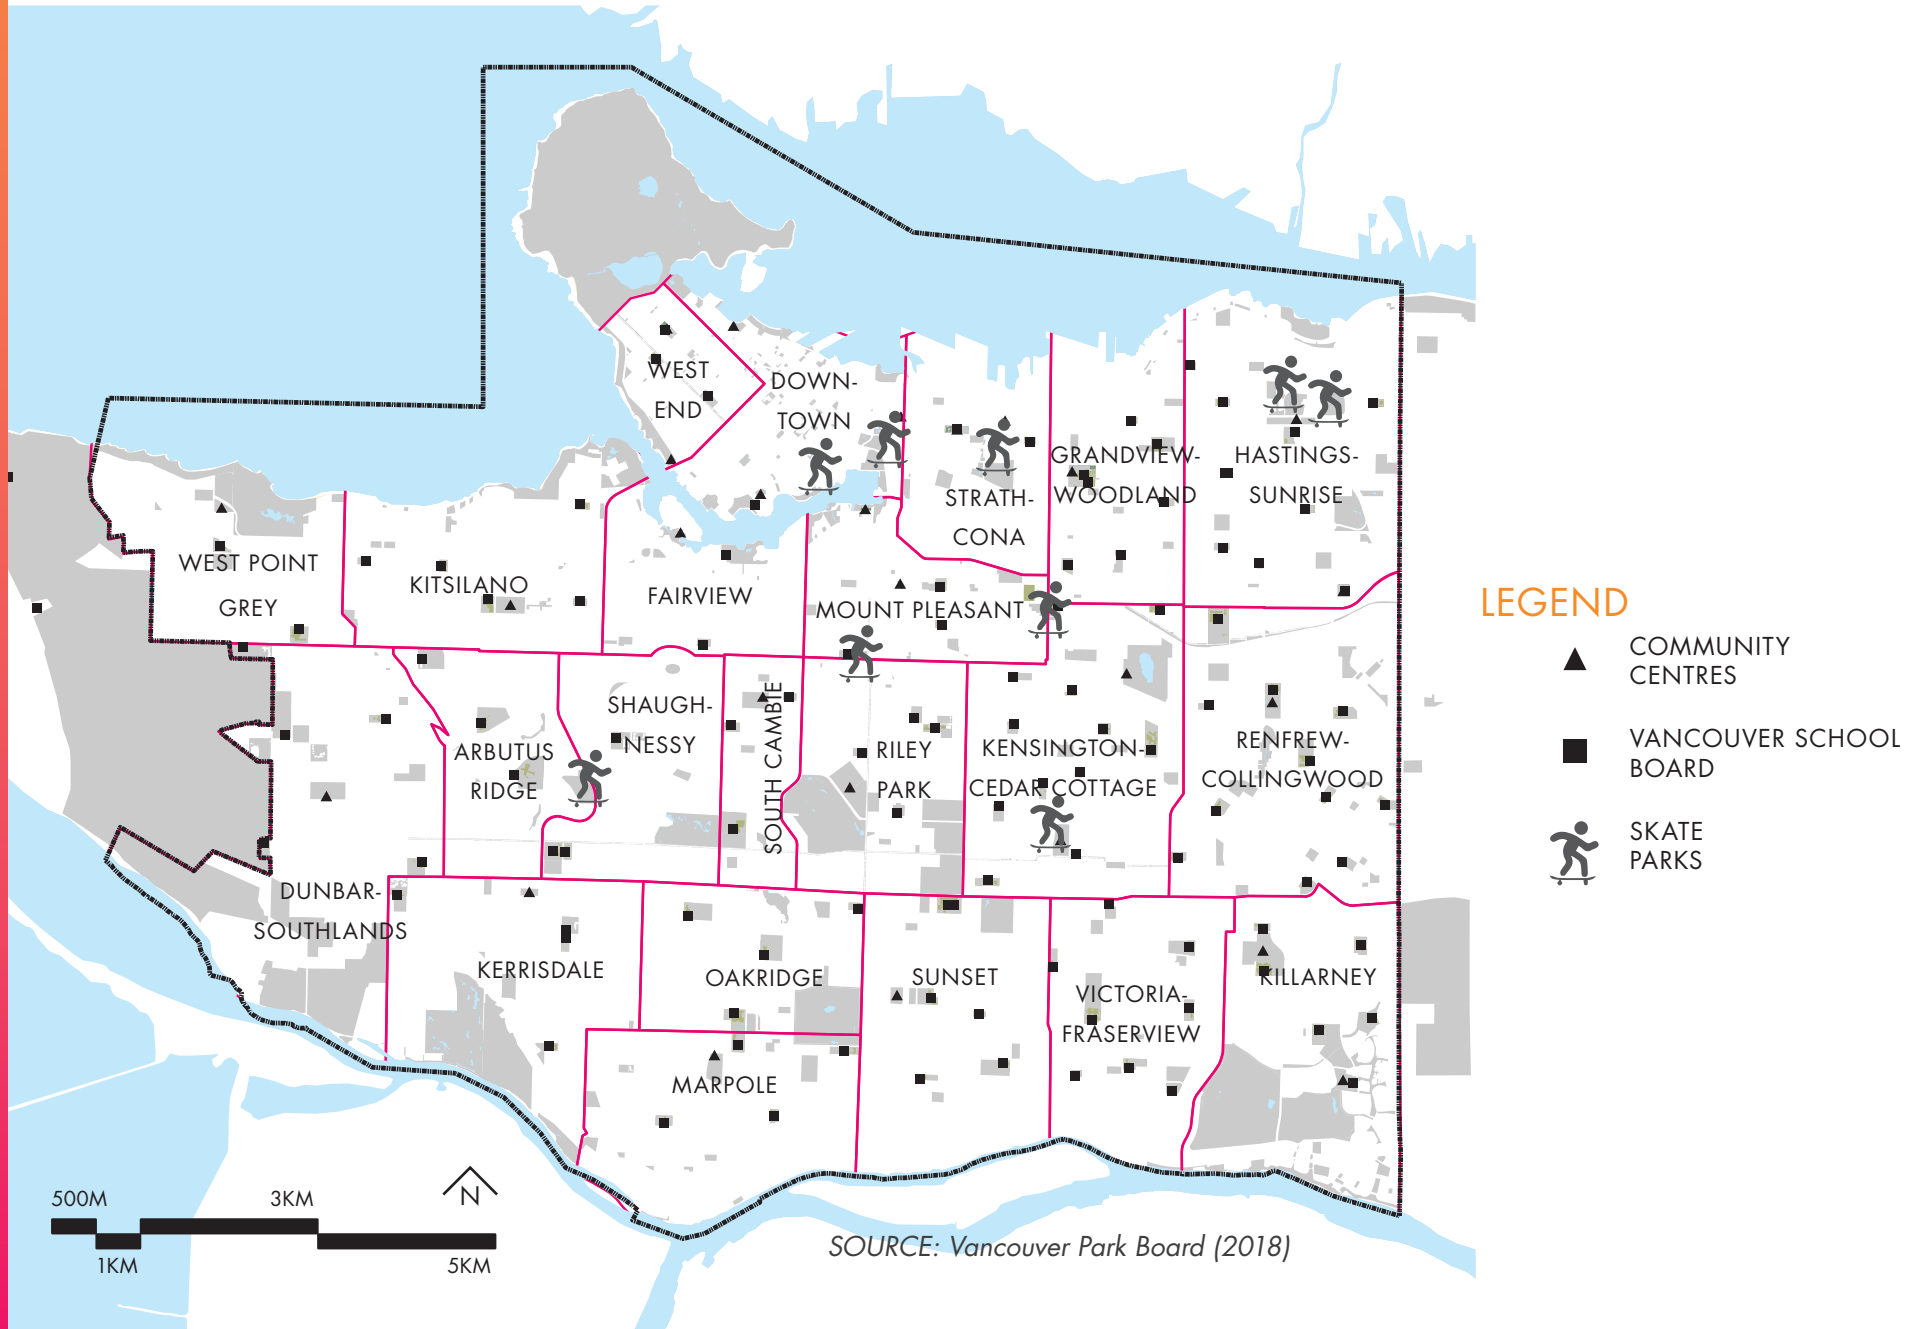 WEST
END
DOWN-
TOWN
STRATH-
CONA
GRANDVIEW-
WOODLAND
HASTINGS-
SUNRISE
WEST POINT
GREY
KITSILANO
FAIRVIEW
MOUNT PLEASANT
LEGEND
COMMUNITY
CENTRES
VANCOUVER SCHOOL
BOARD
SKATE
PARKS
ARBUTUS
RIDGE
SHAUGH-
NESSY
SOUTH CAMBIE
RILEY
PARK
KENSINGTON-
CEDAR COTTAGE
RENFREW-
COLLINGWOOD
DUNBAR-
SOUTHLANDS
KERRISDALE
OAKRIDGE
SUNSET
VICTORIA-
FRASERVIEW
KILLARNEY
MARPOLE
500M
3KM
N
1KM
5KM
SOURCE: Vancouver Park Board (2018)